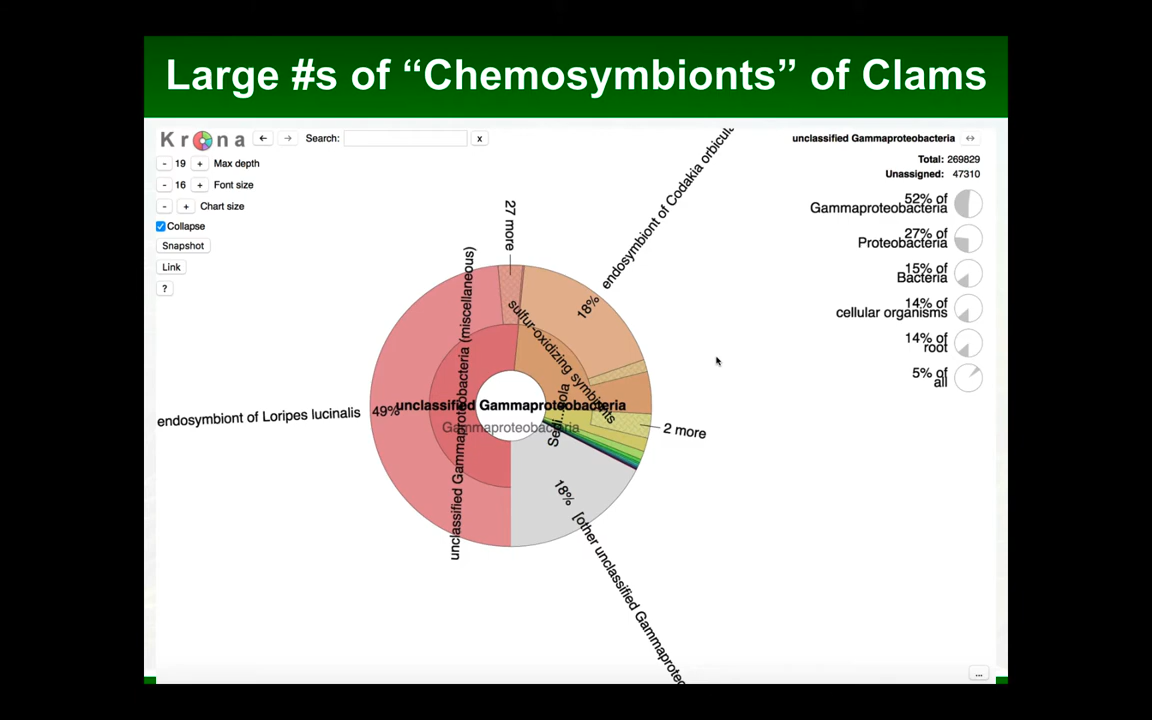 Large #s of “Chemosymbionts” of Clams
Krona
←
→
Search:
x
- 19 + Max depth
- 16 + Font size
- + Chart size
Collapse
Snapshot
Link
?
unclassified Gammaproteobacteria ↔
Total: 269829
Unassigned: 47310
52% of
Gammaproteobacteria
27% of
Proteobacteria
15% of
Bacteria
14% of
cellular organisms
14% of
root
5% of
all
27 more
18% endosymbiont of Codakia orbicu
sulfur-oxidizing symbionts
unclassified Gammaproteobacteria (miscellaneous)
endosymbiont of Loripes lucinalis 49%
unclassified Gammaproteobacteria
Gammaproteobacteria
Sedi...ola
2 more
18% [other unclassified Gammaproteo
...